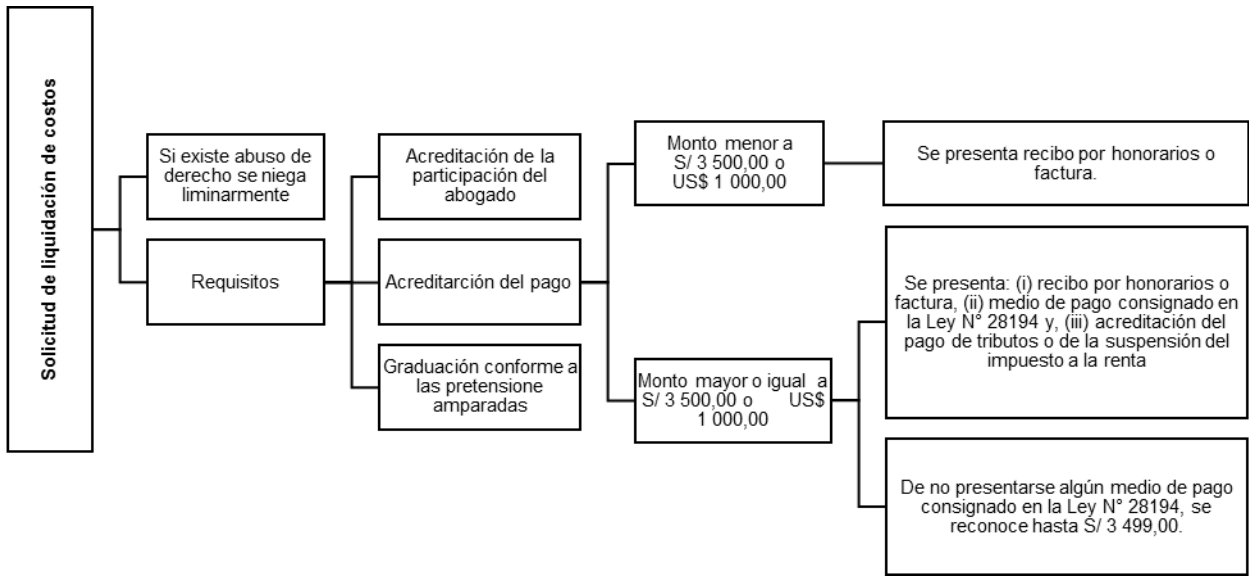 Solicitud de liquidación de costos
Si existe abuso de
derecho se niega
liminarmente
Requisitos
Acreditación de la
participación del
abogado
Acreditarción del pago
Graduación conforme a
las pretensione
amparadas
Monto menor a
S/ 3 500,00 o
US$ 1 000,00
Se presenta recibo por honorarios o
factura.
Monto mayor o igual a
S/ 3 500,00 o US$
1 000,00
Se presenta: (i) recibo por honorarios o
factura, (ii) medio de pago consignado en
la Ley N° 28194 y, (iii) acreditación del
pago de tributos o de la suspensión del
impuesto a la renta
De no presentarse algún medio de pago
consignado en la Ley N° 28194, se
reconoce hasta S/ 3 499,00.